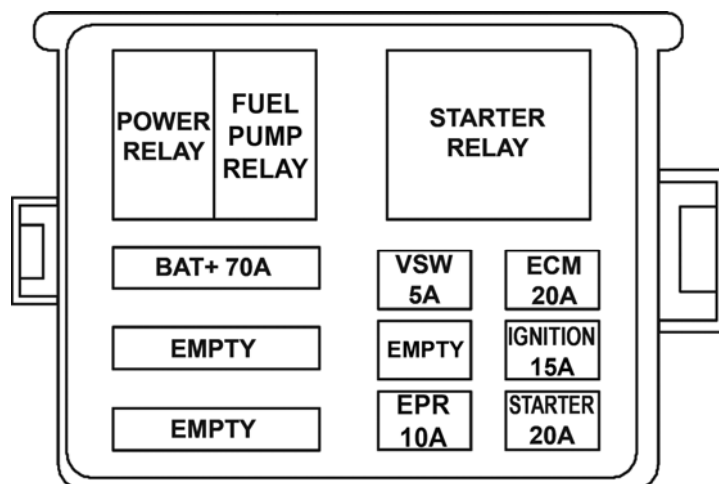 POWER
RELAY
FUEL
PUMP
RELAY
STARTER
RELAY
BAT+ 70A
VSW
5A
ECM
20A
EMPTY
EMPTY
IGNITION
15A
EMPTY
EPR
10A
STARTER
20A